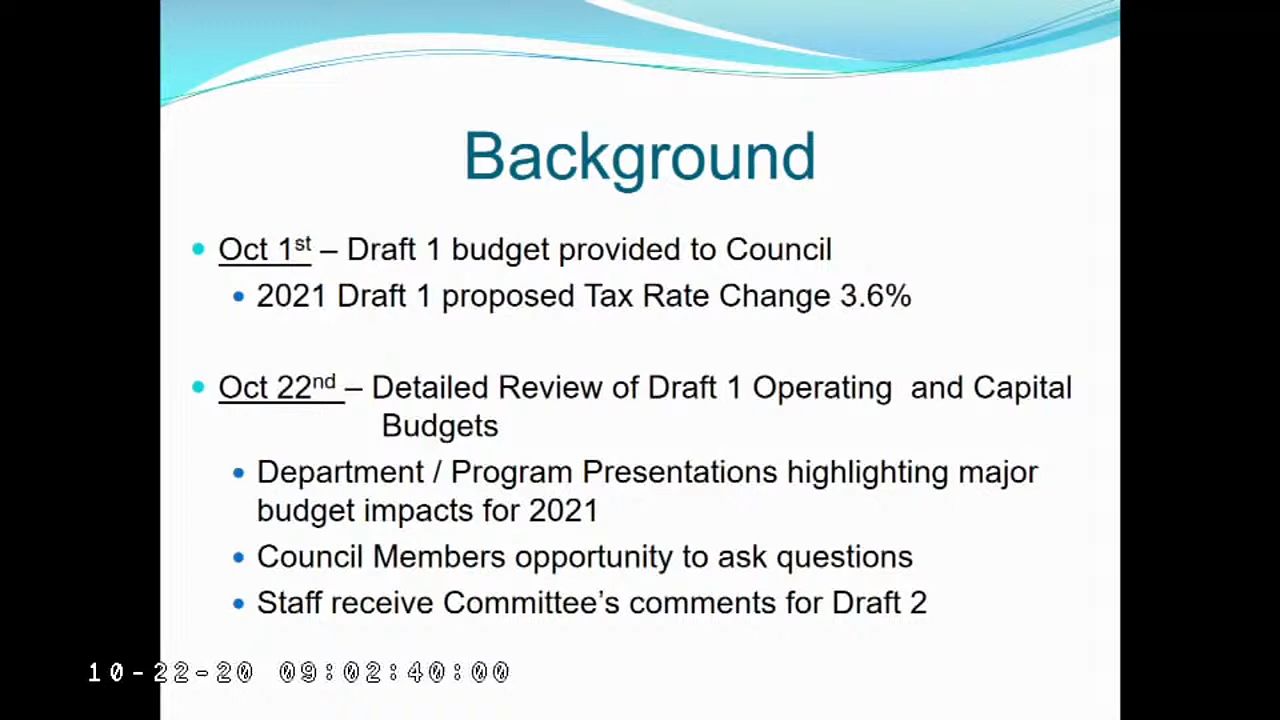 Background
• Oct 1st – Draft 1 budget provided to Council
• 2021 Draft 1 proposed Tax Rate Change 3.6%
• Oct 22nd – Detailed Review of Draft 1 Operating and Capital
Budgets
• Department / Program Presentations highlighting major
budget impacts for 2021
• Council Members opportunity to ask questions
• Staff receive Committee’s comments for Draft 2
10-22-20 09:02:40:00